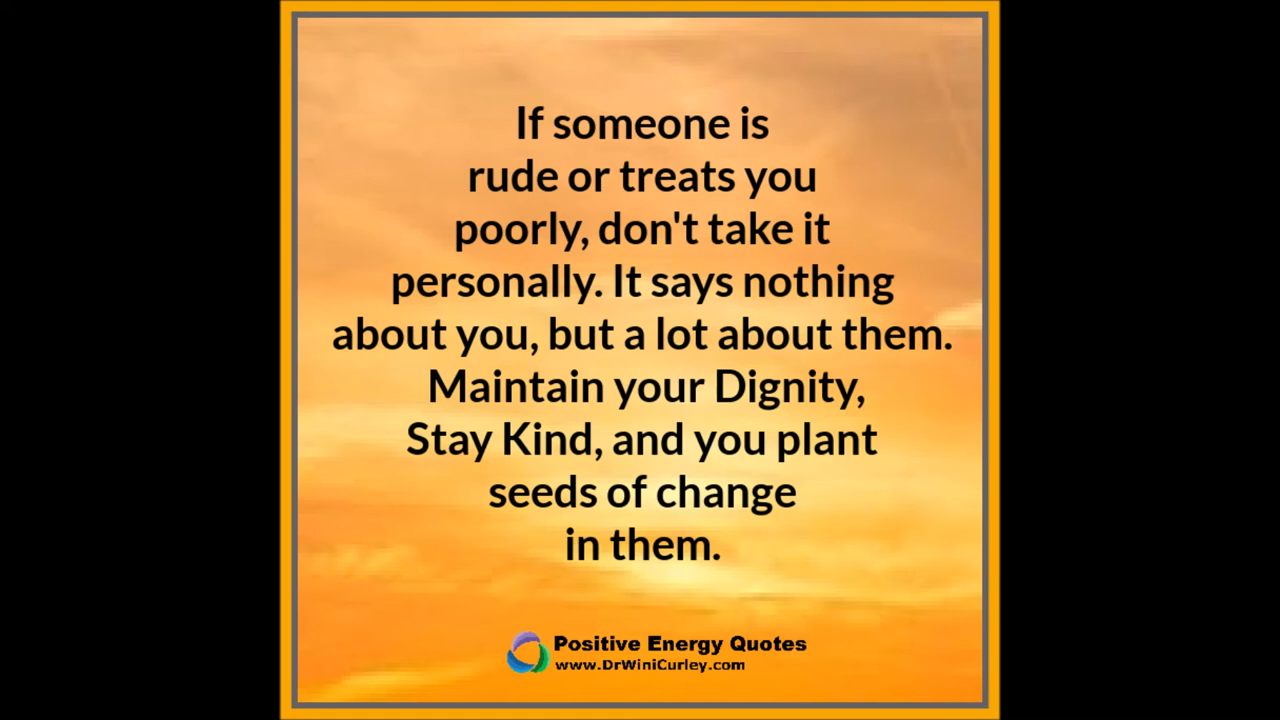 If someone is
rude or treats you
poorly, don't take it
personally. It says nothing
about you, but a lot about them.
Maintain your Dignity,
Stay Kind, and you plant
seeds of change
in them.
Positive Energy Quotes
www.DrWiniCurley.com